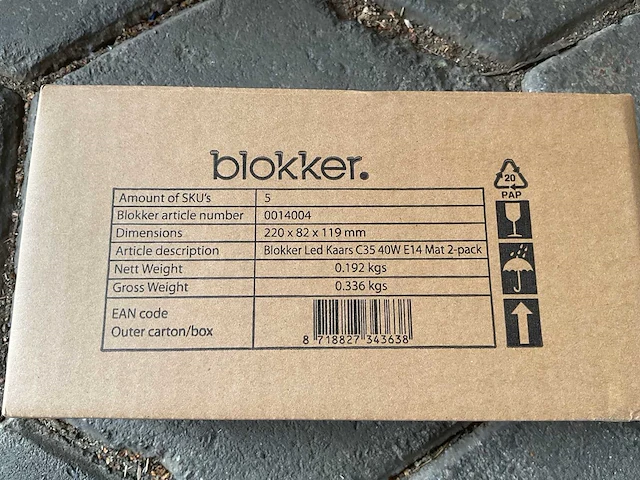 blokker.
Amount of SKU's 5
Blokker article number 0014004
Dimensions 220 x 82 x 119 mm
Article description Blokker Led Kaars C35 40W E14 Mat 2-pack
Nett Weight 0.192 kgs
Gross Weight 0.336 kgs
EAN code
Outer carton/box
8 718827 343638
20
PAP